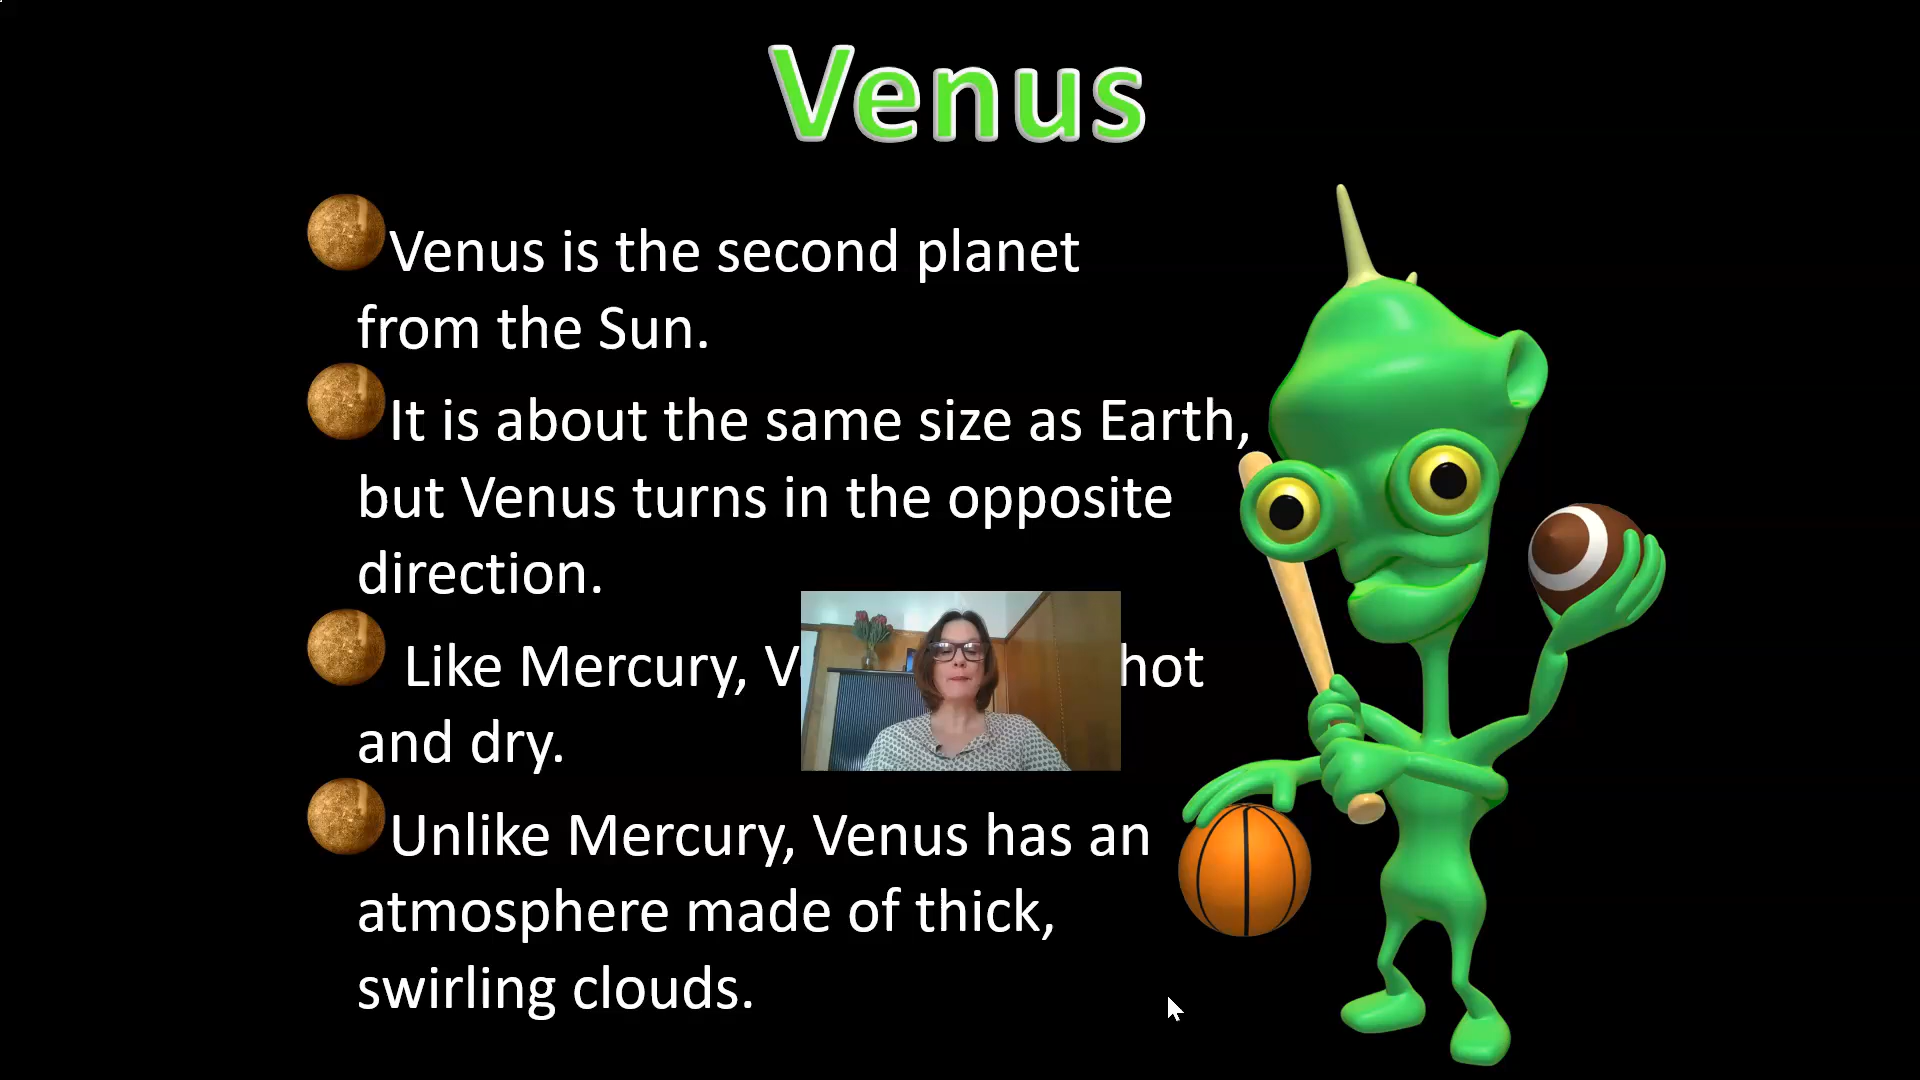 Venus
Venus is the second planet
from the Sun.
It is about the same size as Earth,
but Venus turns in the opposite
direction.
Like Mercury, hot
and dry.
Unlike Mercury, Venus has an
atmosphere made of thick,
swirling clouds.